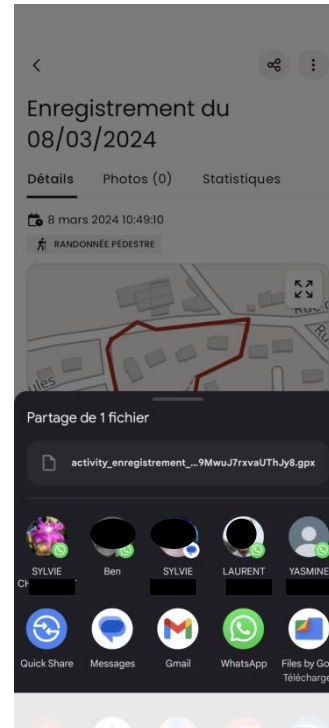 Enregistrement du
08/03/2024
Détails Photos (0) Statistiques
8 mars 2024 10:49:10
RANDONNÉE PÉDESTRE
Partage de 1 fichier
activity_enregistrement_...9MwuJ7rxvaUThJy8.gpx
SYLVIE Ben SYLVIE LAURENT YASMINE
Quick Share Messages Gmail WhatsApp Files by Go
Télécharge